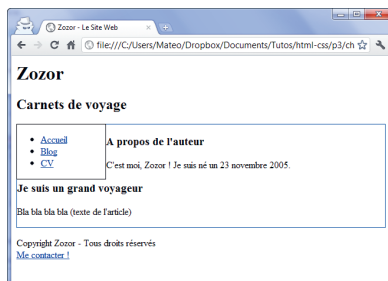 Zozor - Le Site Web
file:///C:/Users/Mateo/Dropbox/Documents/Tutos/html-css/p3/ch
Zozor
Carnets de voyage
Accueil
Blog
CV
A propos de l'auteur
C'est moi, Zozor ! Je suis né un 23 novembre 2005.
Je suis un grand voyageur
Bla bla bla bla (texte de l'article)
Copyright Zozor - Tous droits réservés
Me contacter !